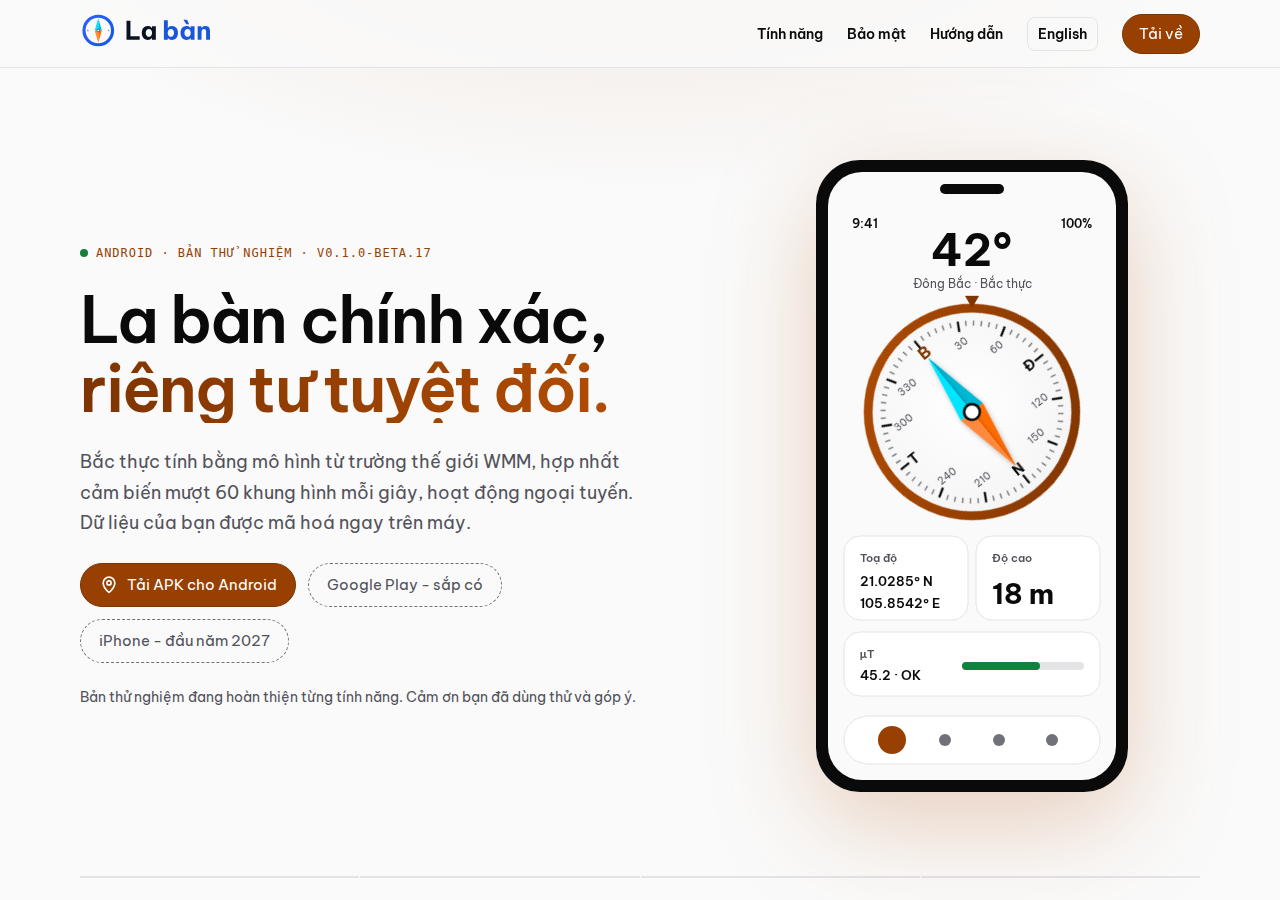 La bàn
Tính năng
Bảo mật
Hướng dẫn
English
Tải về
ANDROID · BẢN THỬ NGHIỆM · V0.1.0-BETA.17
La bàn chính xác,
riêng tư tuyệt đối.
Bắc thực tính bằng mô hình từ trường thế giới WMM, hợp nhất
cảm biến mượt 60 khung hình mỗi giây, hoạt động ngoại tuyến.
Dữ liệu của bạn được mã hoá ngay trên máy.
Tải APK cho Android
Google Play – sắp có
iPhone – đầu năm 2027
Bản thử nghiệm đang hoàn thiện từng tính năng. Cảm ơn bạn đã dùng thử và góp ý.
9:41
100%
42°
Đông Bắc · Bắc thực
B
30
60
Đ
120
150
N
210
240
T
300
330
Toạ độ
21.0285° N
105.8542° E
Độ cao
18 m
µT
45.2 · OK